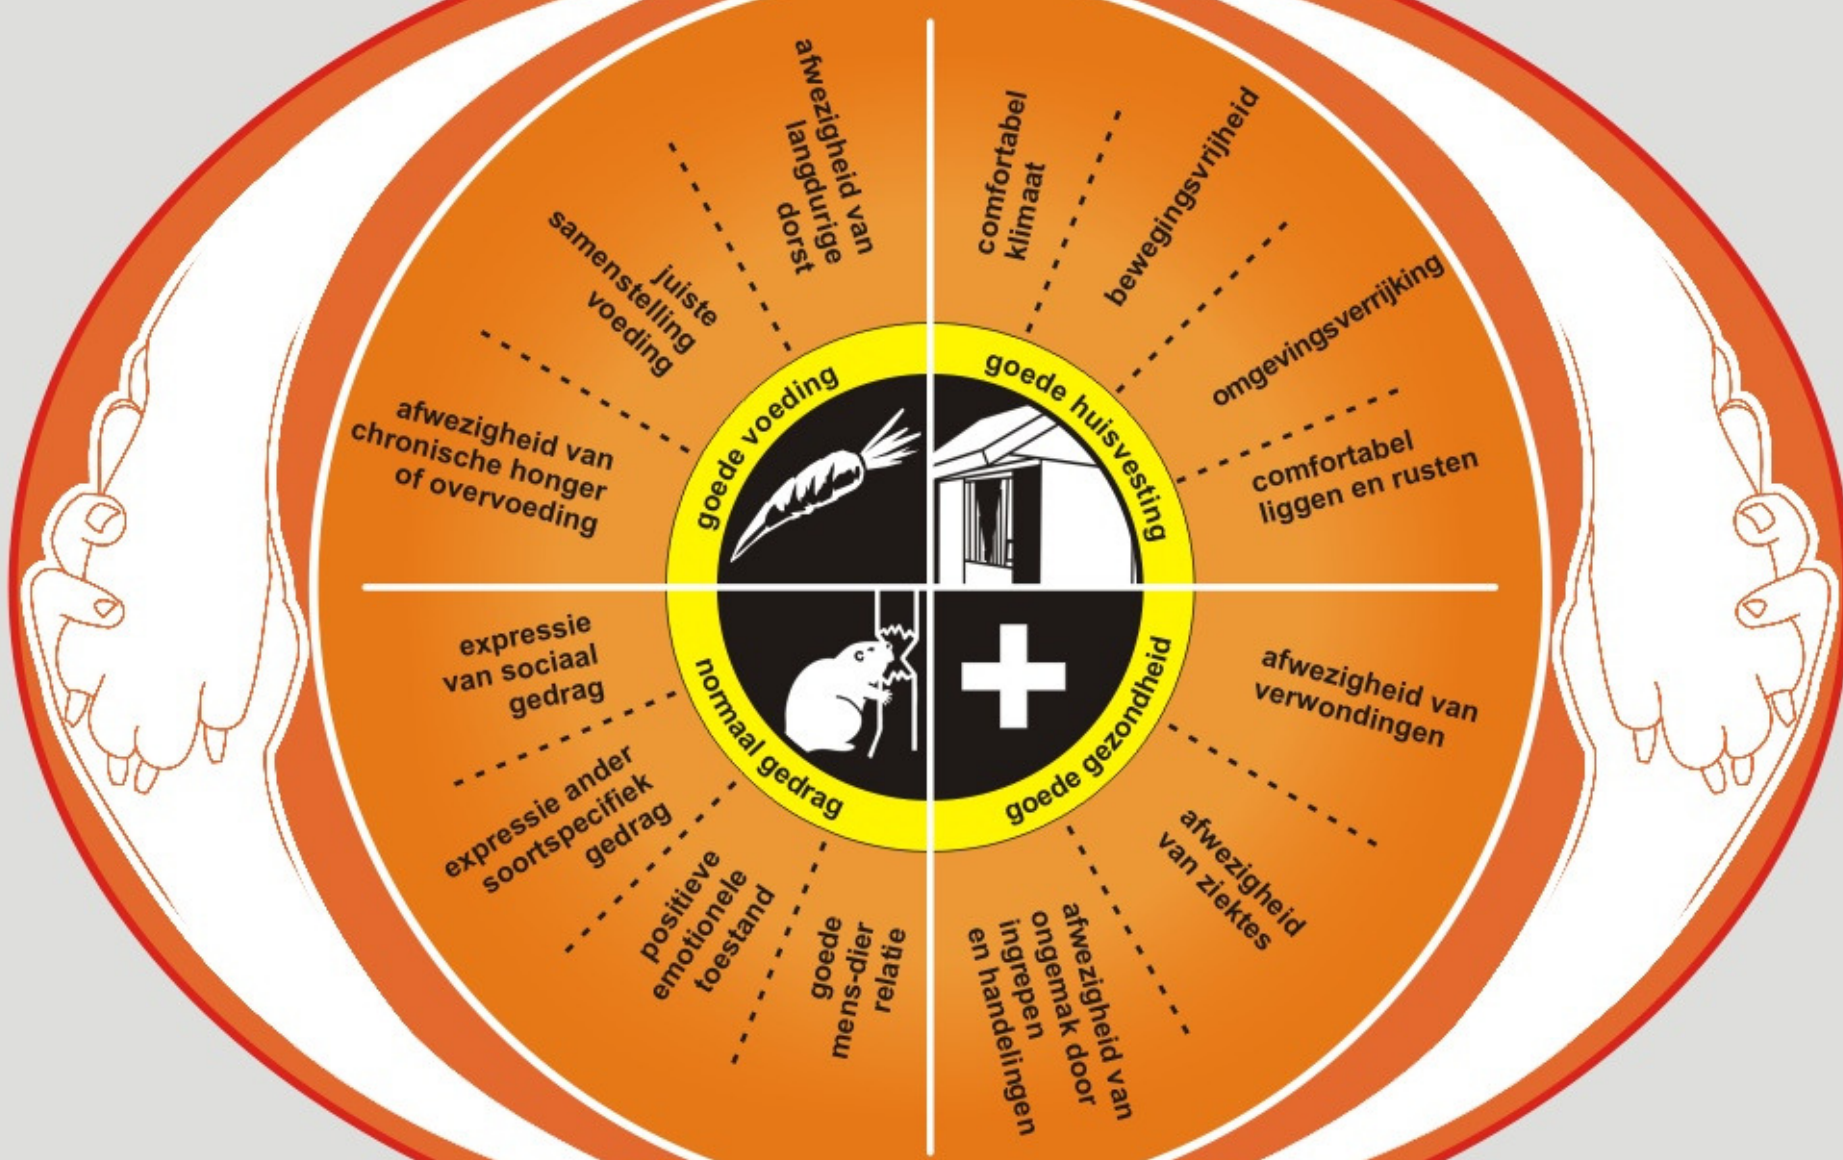 goede voeding
afwezigheid van
langdurige
dorst
juiste
samenstelling
voeding
afwezigheid van
chronische honger
of overvoeding
goede huisvesting
comfortabel
klimaat
bewegingsvrijheid
omgevingsverrijking
comfortabel
liggen en rusten
goede gezondheid
afwezigheid van
verwondingen
afwezigheid
van ziektes
afwezigheid van
ongemak door
ingrepen
en handelingen
normaal gedrag
expressie
van sociaal
gedrag
expressie ander
soortspecifiek
gedrag
positieve
emotionele
toestand
goede
mens-dier
relatie